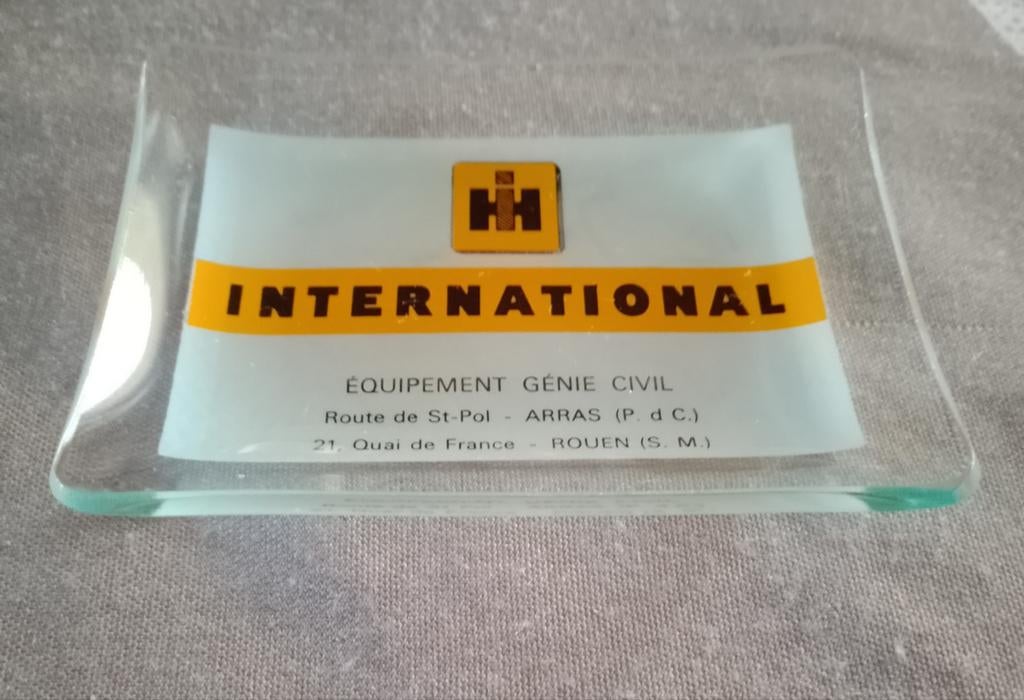 IH
INTERNATIONAL
ÉQUIPEMENT GÉNIE CIVIL
Route de St-Pol - ARRAS (P. d C.)
21, Quai de France - ROUEN (S. M.)